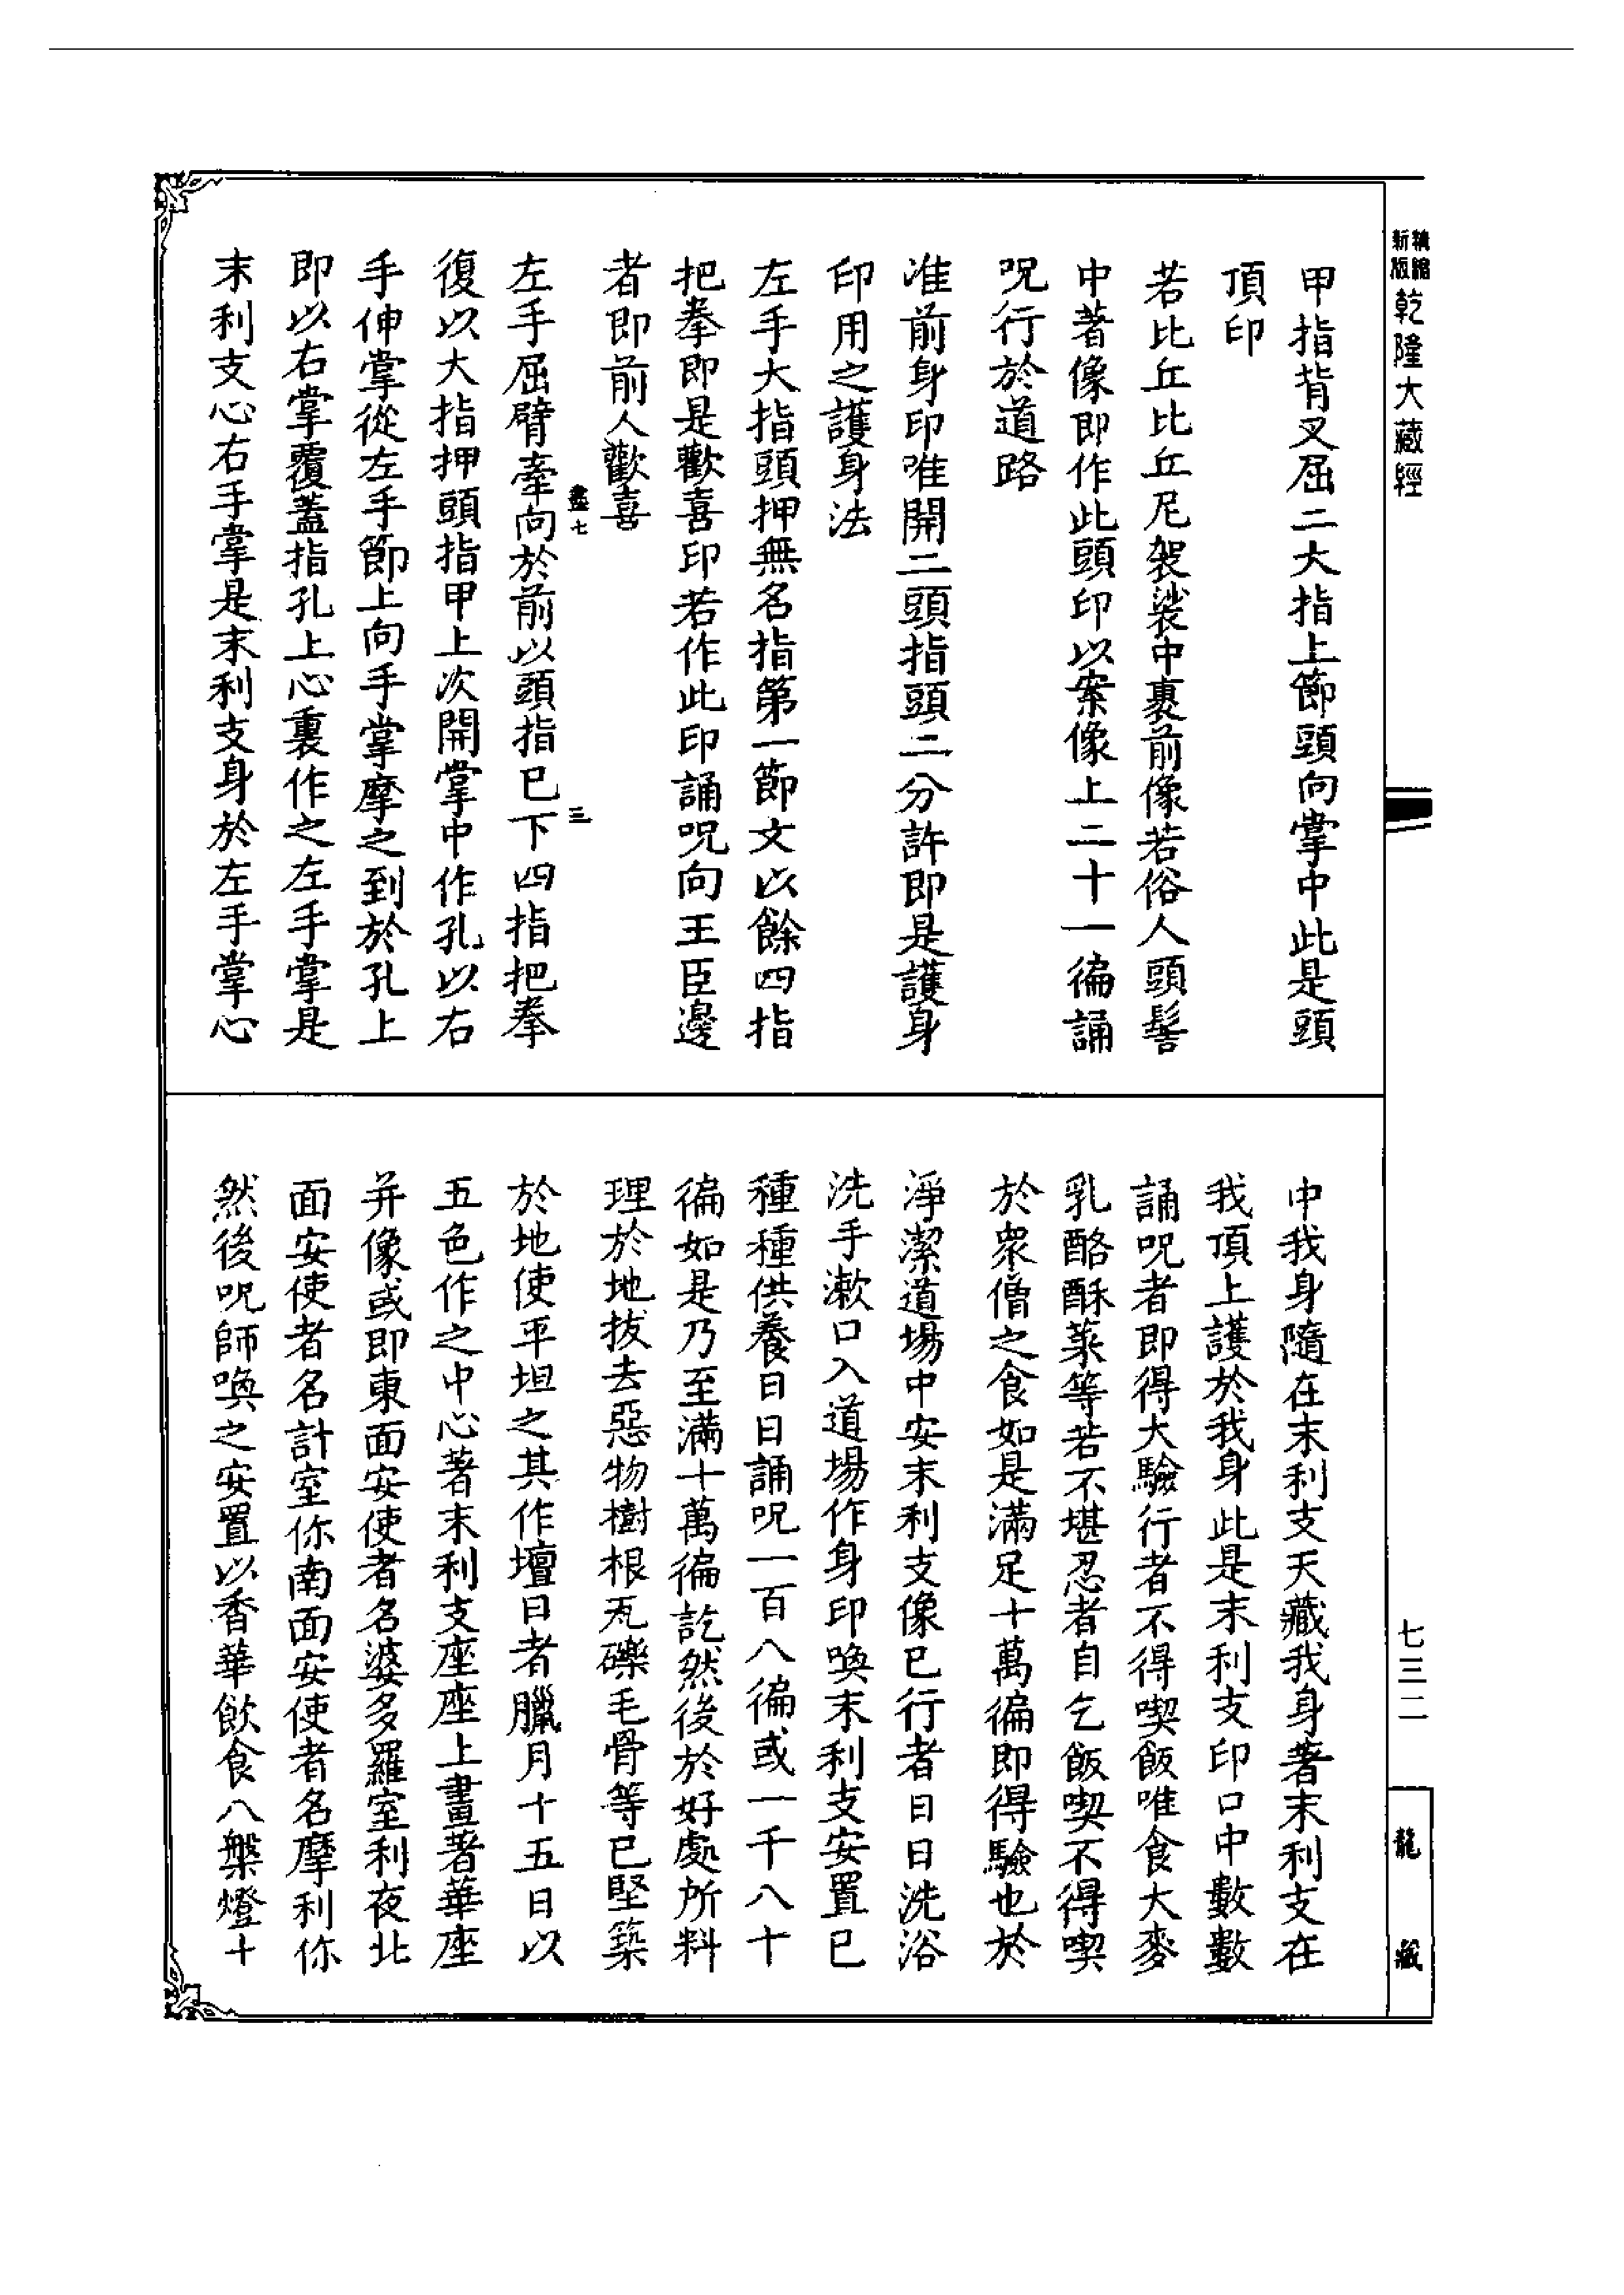 新精
版縮
乾隆大藏經
甲指背叉屈二大指上節頭向掌中此是頭
頂印
若比丘比丘尼袈裟中裹前像若俗人頭髻
中著像即作此頭印以案像上二十一徧誦
呪行於道路
准前身印唯開二頭指頭二分許即是護身
印用之護身法
左手大指頭押無名指第一節文以餘四指
把拳即是歡喜印若作此印誦呪向王臣邊
者即前人歡喜
左手屈臂牽向於前以頭指已下四指把拳
復以大指押頭指甲上次開掌中作孔以右
手伸掌從左手節上向手掌摩之到於孔上
即以右掌覆蓋指孔上心裏作之左手掌是
末利支心右手掌是末利支身於左手掌心
中我身隨在末利支天藏我身著末利支在
我頂上護於我身此是末利支印口中數數
誦呪者即得大驗行者不得喫飯唯食大麥
乳酪酥菜等若不堪忍者自乞飯喫不得喫
於衆僧之食如是滿足十萬徧即得驗也於
淨潔道場中安末利支像已行者日日洗浴
洗手漱口入道場作身印喚末利支安置已
種種供養日日誦呪一百八徧或一千八十
徧如是乃至滿十萬徧訖然後於好處所料
理於地拔去惡物樹根瓦礫毛骨等已堅築
於地使平坦之其作壇日者臘月十五日以
五色作之中心著末利支座座上畫著華座
并像或即東面安使者名婆多羅室利夜北
面安使者名計室你南面安使者名摩利你
然後呪師喚之安置以香華飲食八槃燈十
七三二
龍藏